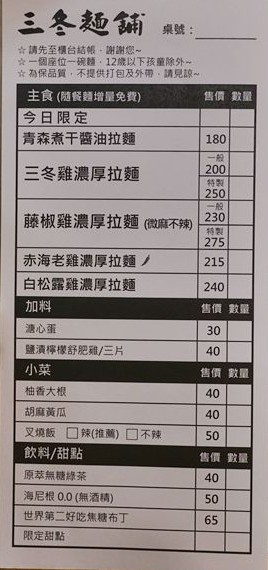 三冬麵舖 桌號：
☆請先至櫃台結帳，謝謝您~
☆一個座位一碗麵，12歲以下孩童除外~
☆為保品質，不提供打包及外帶，請見諒~
主食 (隨餐麵增量免費) 售價 數量
今日限定
青森煮干醬油拉麵 180
三冬雞濃厚拉麵 一般 200
特製 250
藤椒雞濃厚拉麵 (微麻不辣) 一般 230
特製 275
赤海老雞濃厚拉麵 215
白松露雞濃厚拉麵 240
加料 售價 數量
溏心蛋 30
鹽漬檸檬舒肥雞/三片 40
小菜 售價 數量
柚香大根 40
胡麻黃瓜 40
叉燒飯 □辣(推薦) □不辣 50
飲料/甜點 售價 數量
原萃無糖綠茶 40
海尼根 0.0 (無酒精) 50
世界第二好吃焦糖布丁 65
限定甜點